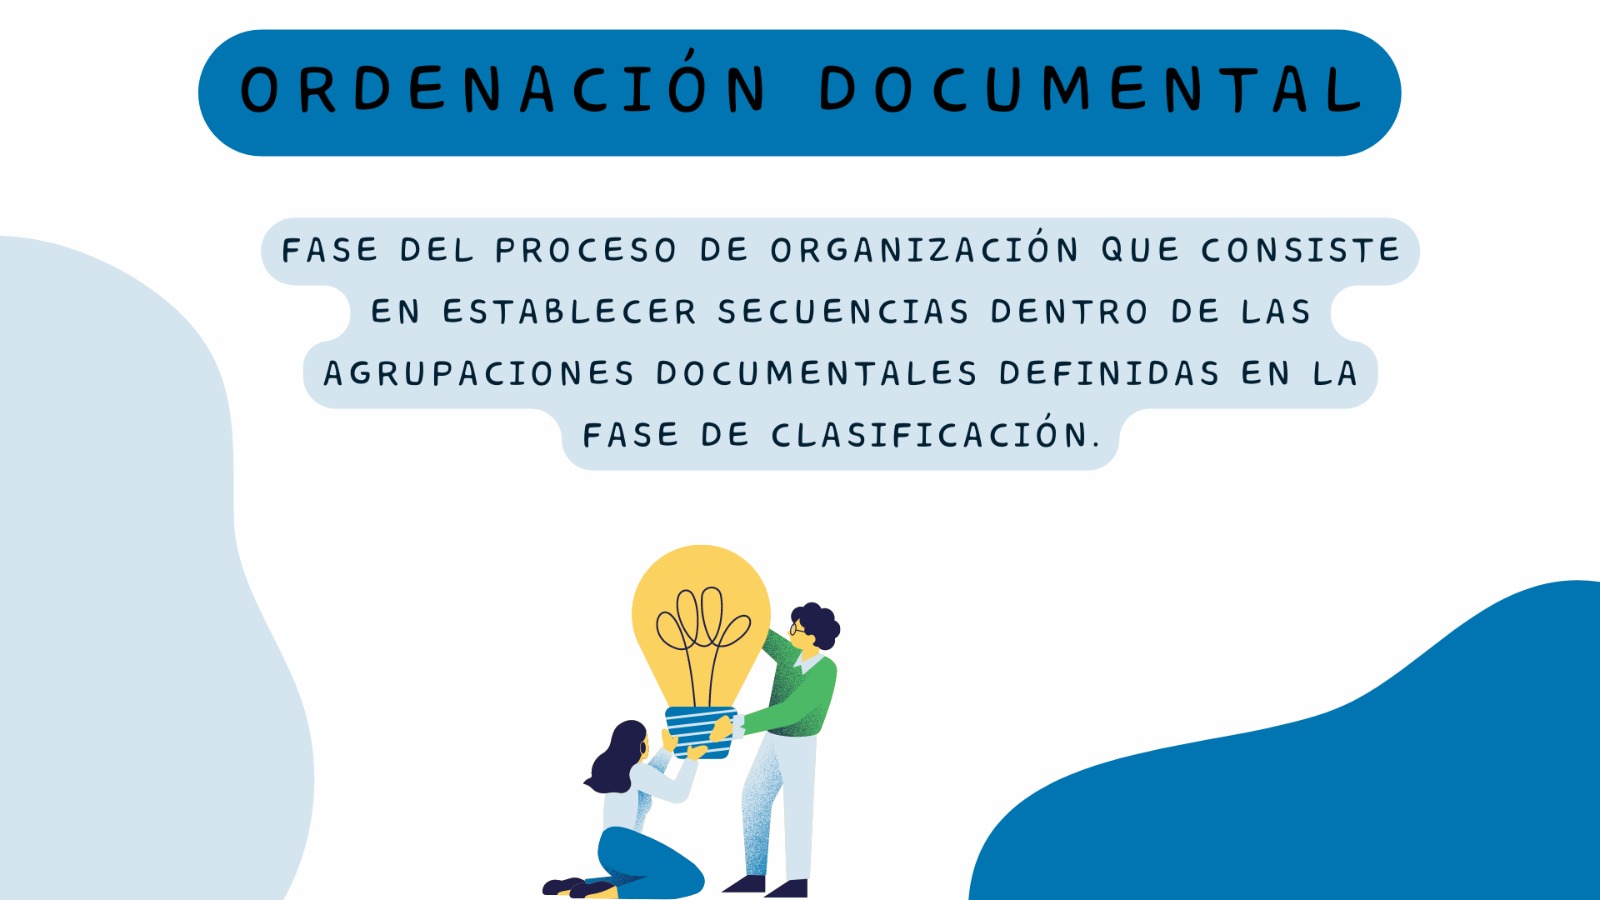 ORDENACIÓN DOCUMENTAL
FASE DEL PROCESO DE ORGANIZACIÓN QUE CONSISTE
EN ESTABLECER SECUENCIAS DENTRO DE LAS
AGRUPACIONES DOCUMENTALES DEFINIDAS EN LA
FASE DE CLASIFICACIÓN.